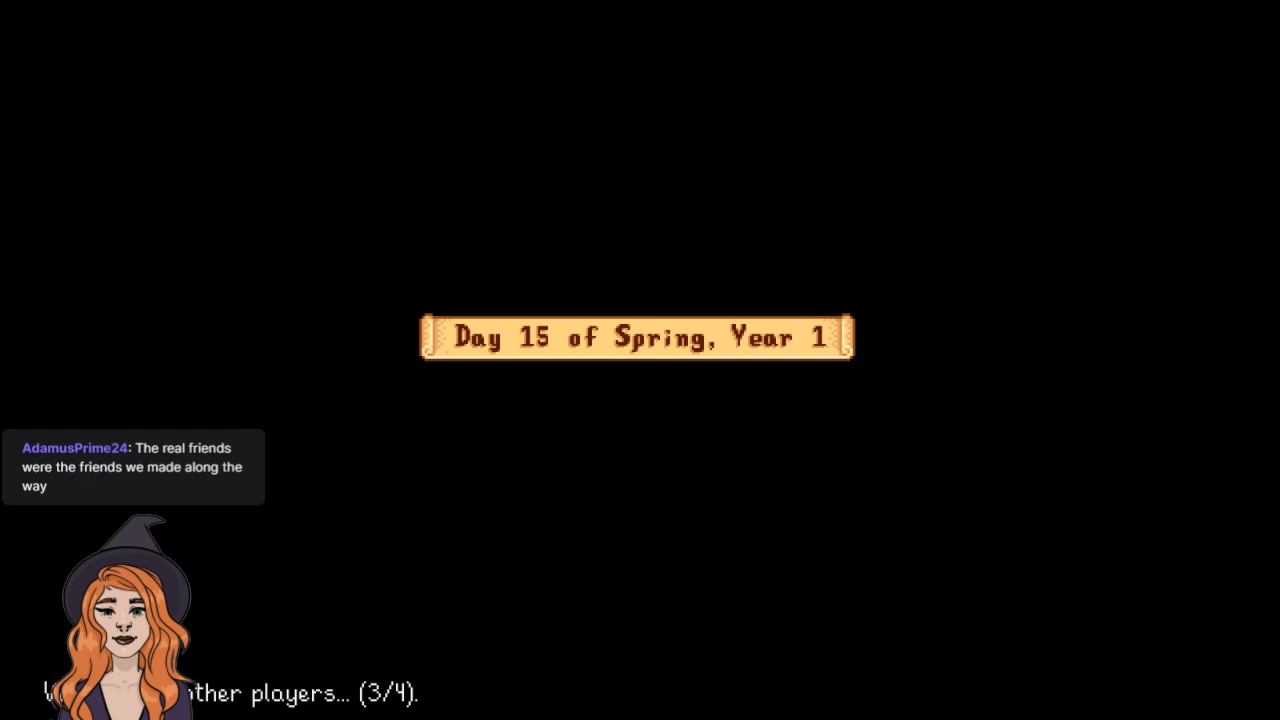 Day 15 of Spring, Year 1
AdamusPrime24: The real friends
were the friends we made along the
way
other players... (3/4).